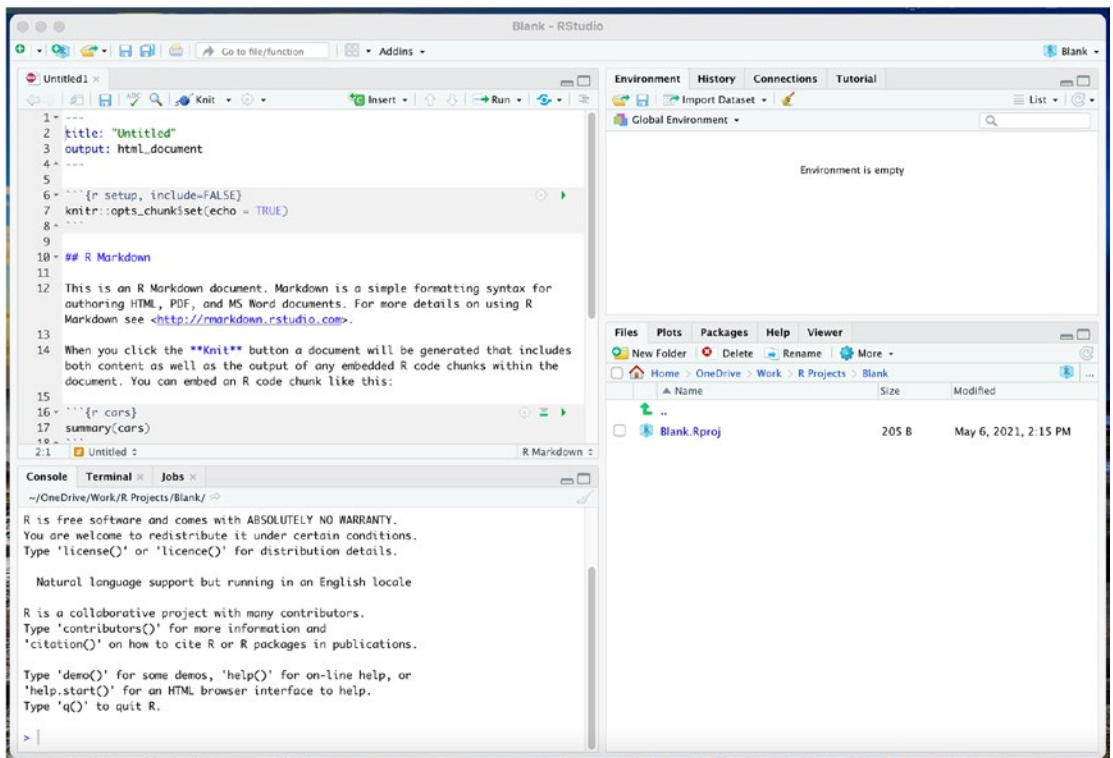 Blank - RStudio
Go to file/function Addins Blank
Untitled1
ABC Knit Insert Run
1 ---
2 title: "Untitled"
3 output: html_document
4 ---
5
6 ```{r setup, include=FALSE}
7 knitr::opts_chunk$set(echo = TRUE)
8 ```
9
10 ## R Markdown
11
12 This is an R Markdown document. Markdown is a simple formatting syntax for
authoring HTML, PDF, and MS Word documents. For more details on using R
Markdown see <http://rmarkdown.rstudio.com>.
13
14 When you click the **Knit** button a document will be generated that includes
both content as well as the output of any embedded R code chunks within the
document. You can embed an R code chunk like this:
15
16 ```{r cars}
17 summary(cars)
18 ```
2:1 Untitled R Markdown
Console Terminal Jobs
~/OneDrive/Work/R Projects/Blank/
R is free software and comes with ABSOLUTELY NO WARRANTY.
You are welcome to redistribute it under certain conditions.
Type 'license()' or 'licence()' for distribution details.
Natural language support but running in an English locale
R is a collaborative project with many contributors.
Type 'contributors()' for more information and
'citation()' on how to cite R or R packages in publications.
Type 'demo()' for some demos, 'help()' for on-line help, or
'help.start()' for an HTML browser interface to help.
Type 'q()' to quit R.
>
Environment History Connections Tutorial
Import Dataset List
Global Environment
Environment is empty
Files Plots Packages Help Viewer
New Folder Delete Rename More
Home > OneDrive > Work > R Projects > Blank ...
Name Size Modified
..
Blank.Rproj 205 B May 6, 2021, 2:15 PM